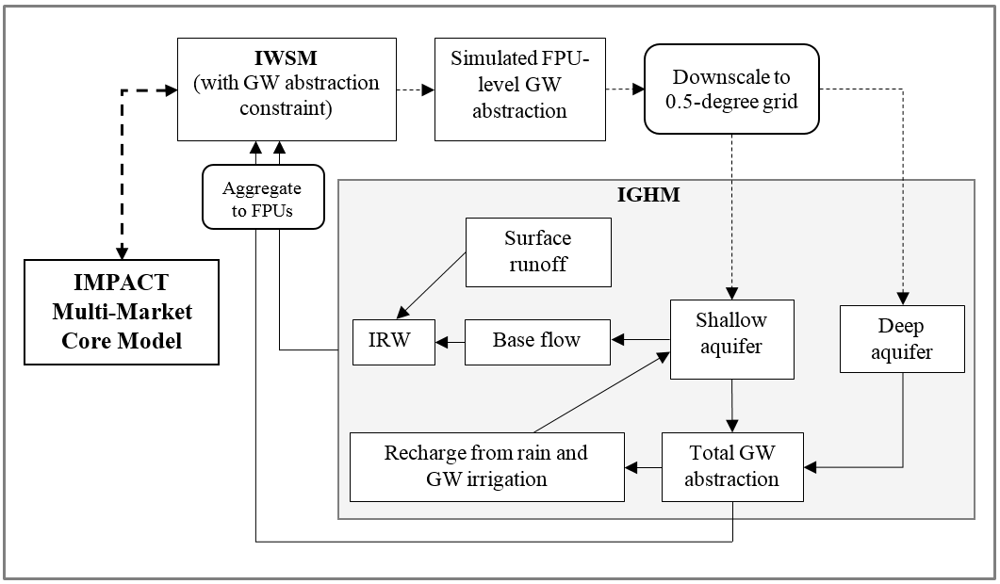 IWSM
(with GW abstraction
constraint)
Simulated FPU-
level GW
abstraction
Downscale to
0.5-degree grid
Aggregate
to FPUs
IGHM
IMPACT
Multi-Market
Core Model
Surface
runoff
IRW
Base flow
Shallow
aquifer
Deep
aquifer
Recharge from rain and
GW irrigation
Total GW
abstraction